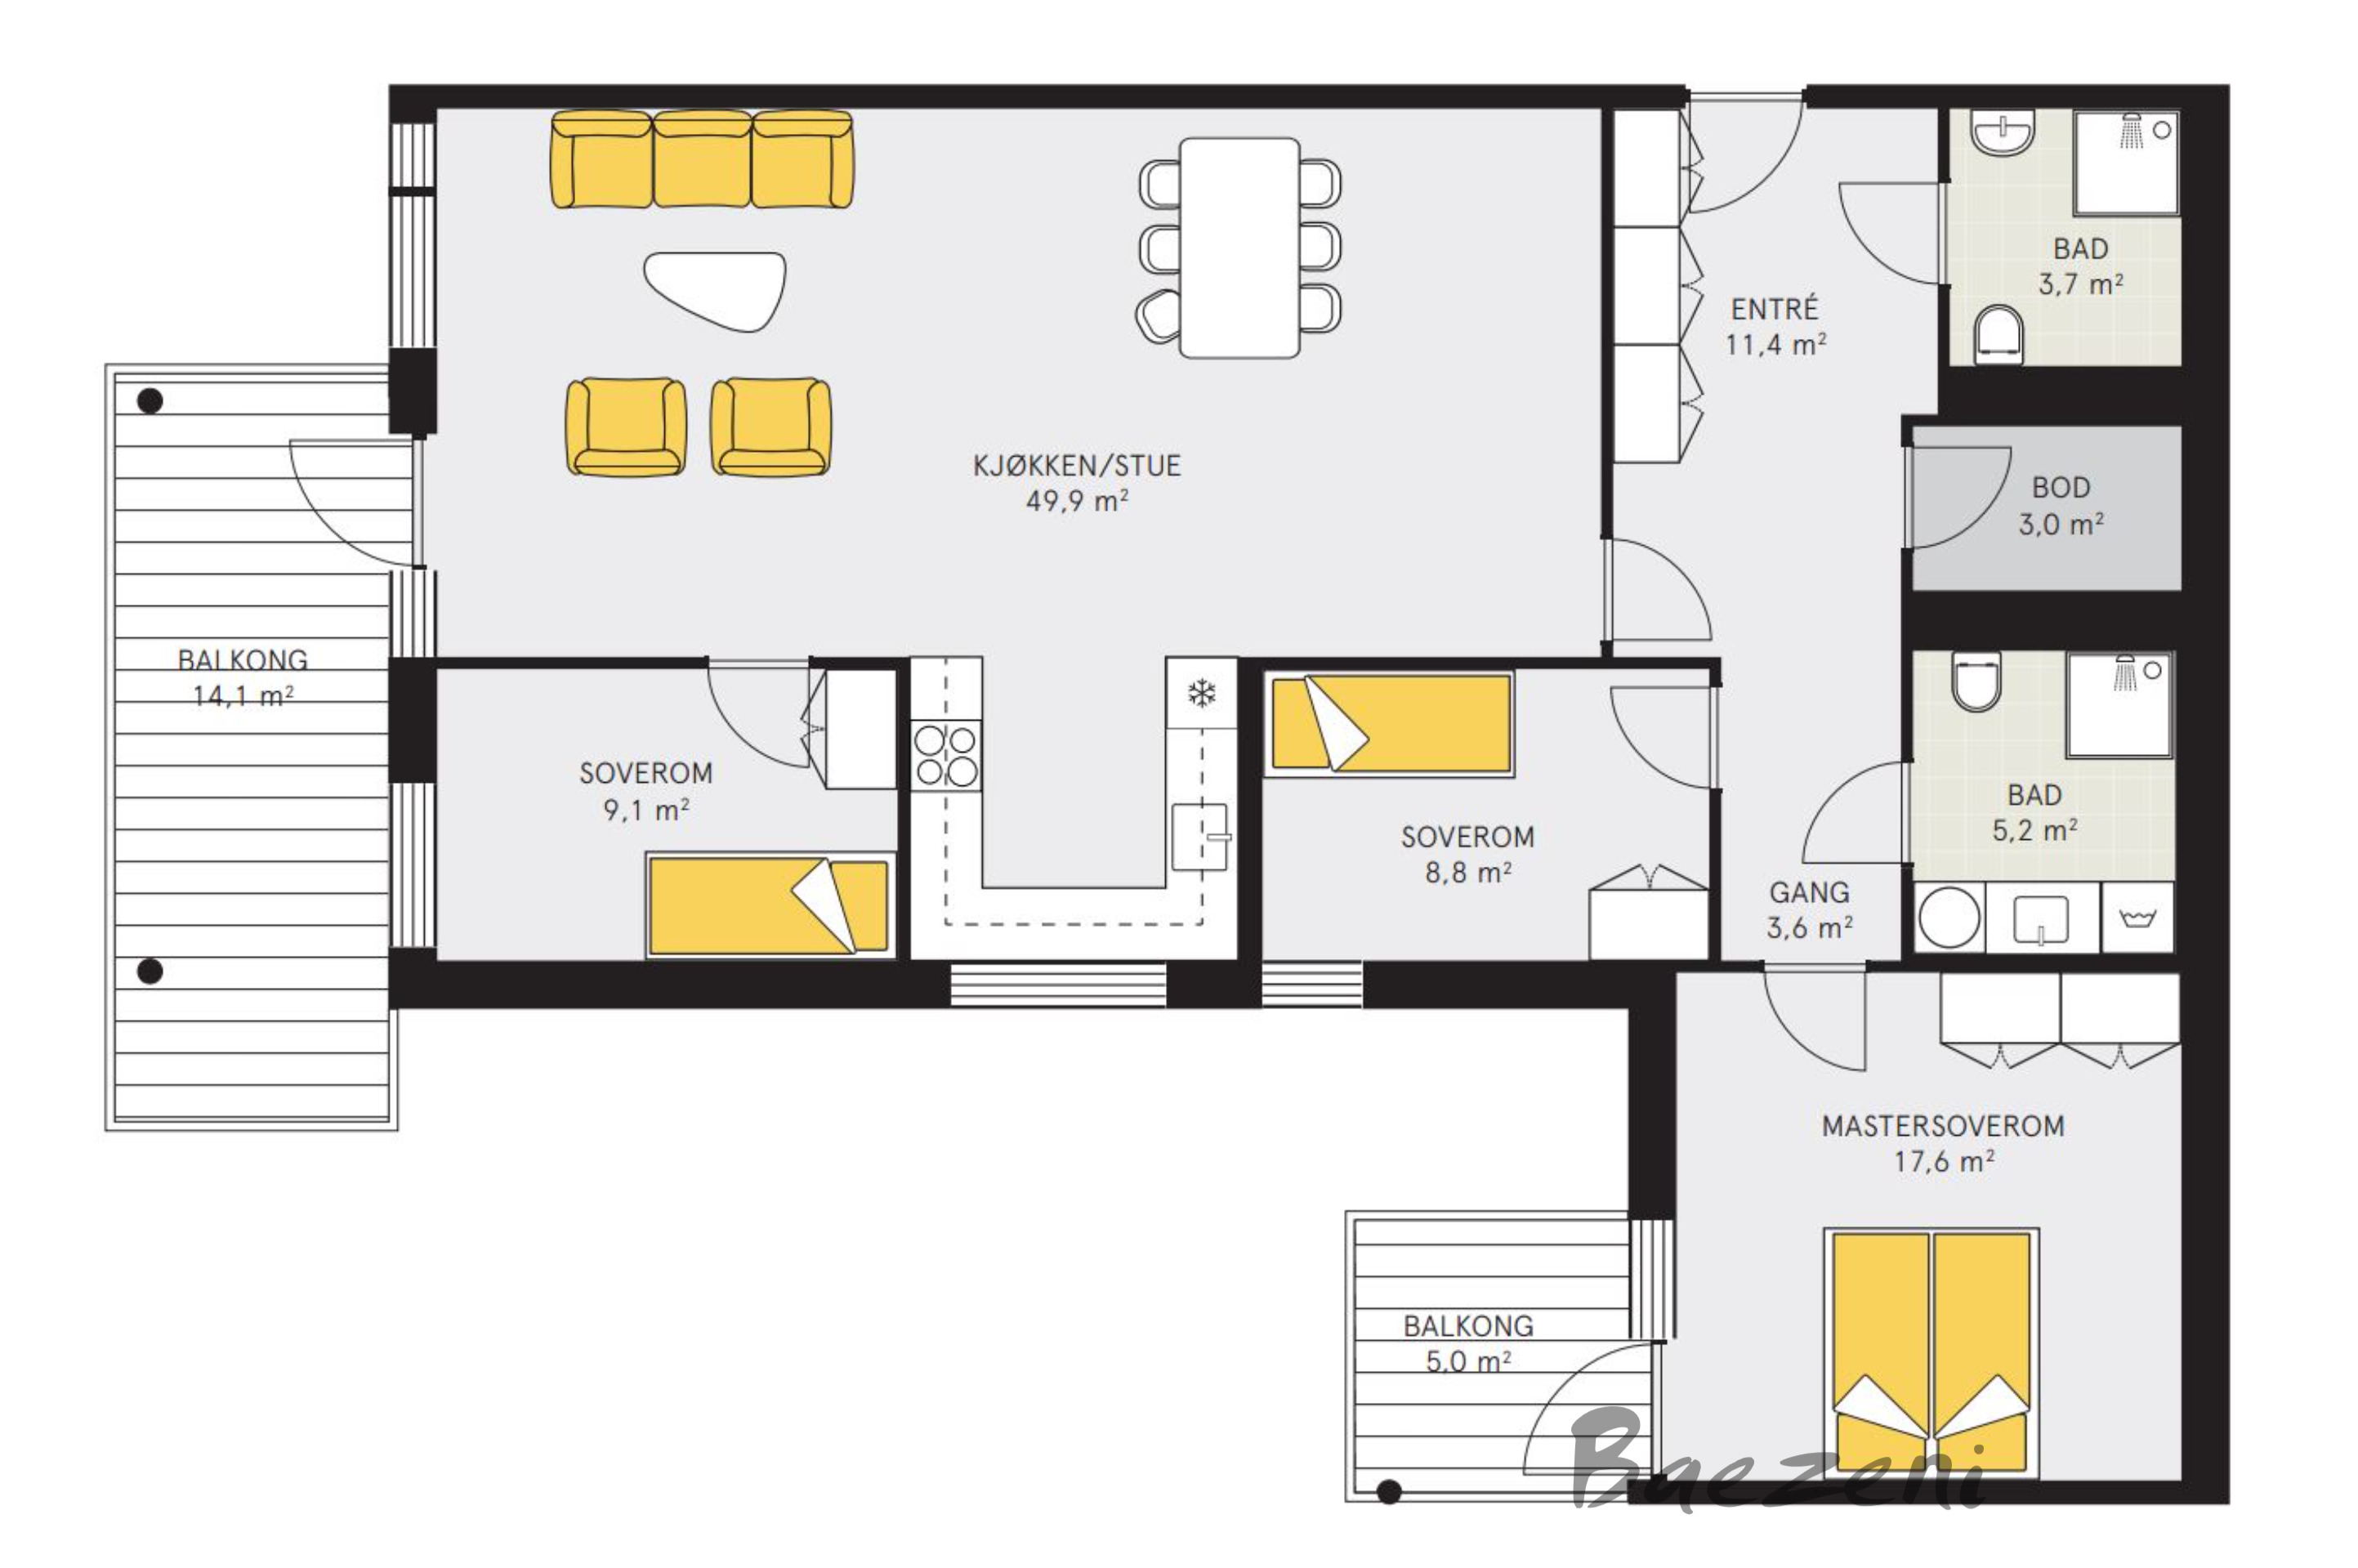 BAD
3,7 m²
ENTRÉ
11,4 m²
KJØKKEN/STUE
49,9 m²
BOD
3,0 m²
BALKONG
14,1 m²
SOVEROM
9,1 m²
SOVEROM
8,8 m²
BAD
5,2 m²
GANG
3,6 m²
MASTERSOVEROM
17,6 m²
BALKONG
5,0 m²
Baezeni